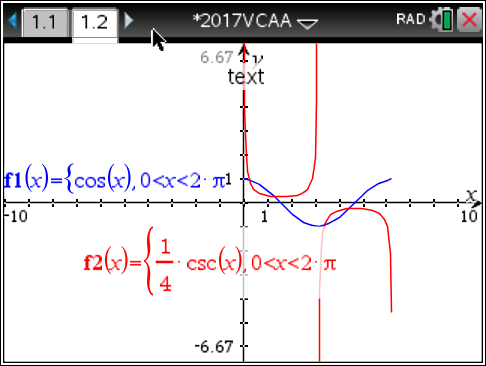 1.1 1.2 *2017VCAA RAD
6.67 y
text
f1(x)={cos(x), 0<x<2·π 1
x
-10 1 10
f2(x)={1/4 · csc(x), 0<x<2·π
-6.67